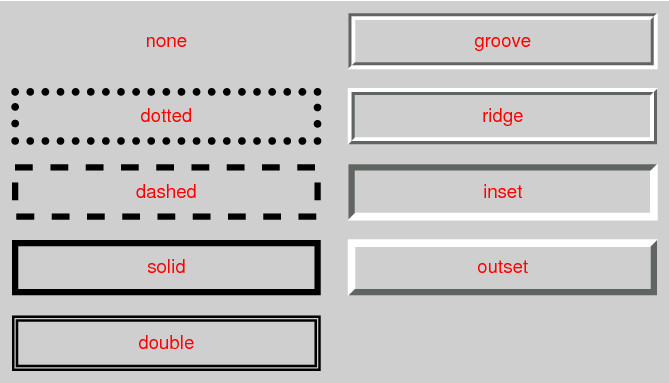 none
dotted
dashed
solid
double
groove
ridge
inset
outset